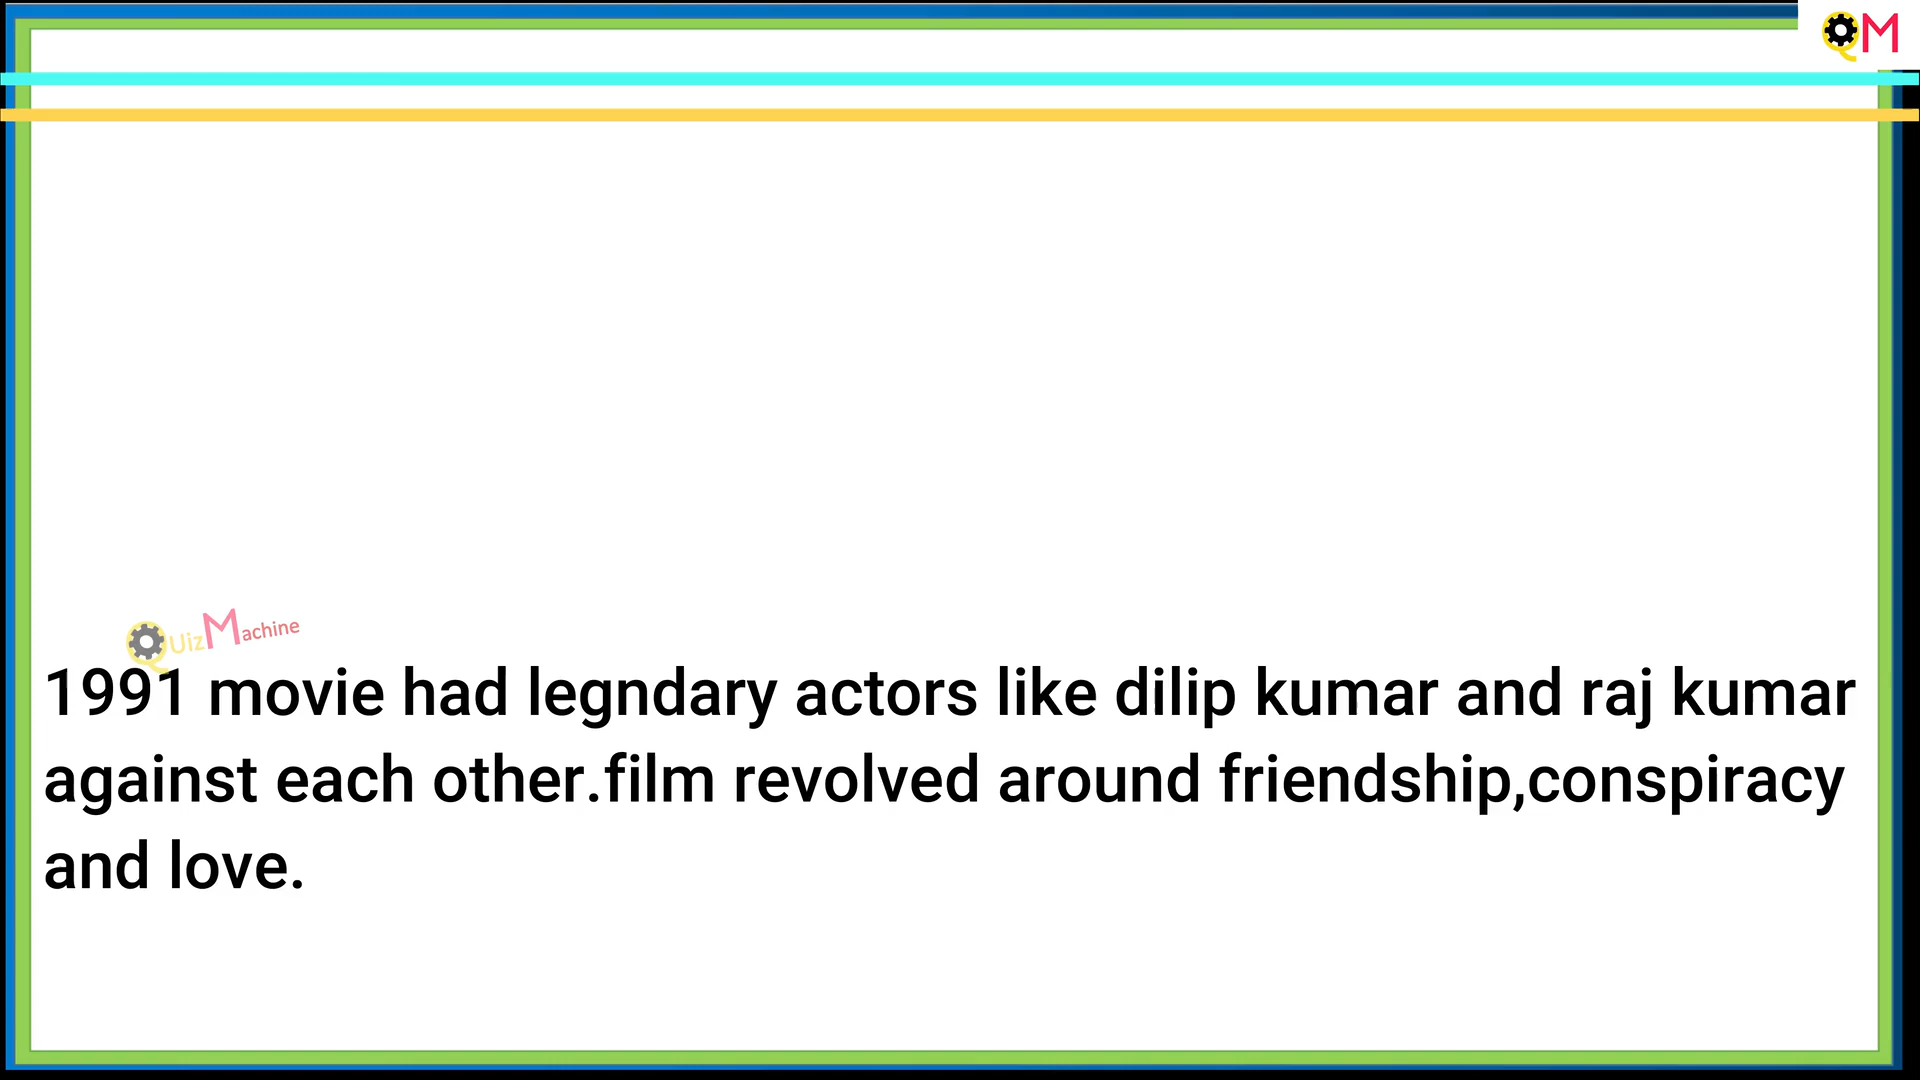 QM
QuizMachine
1991 movie had legndary actors like dilip kumar and raj kumar
against each other.film revolved around friendship,conspiracy
and love.